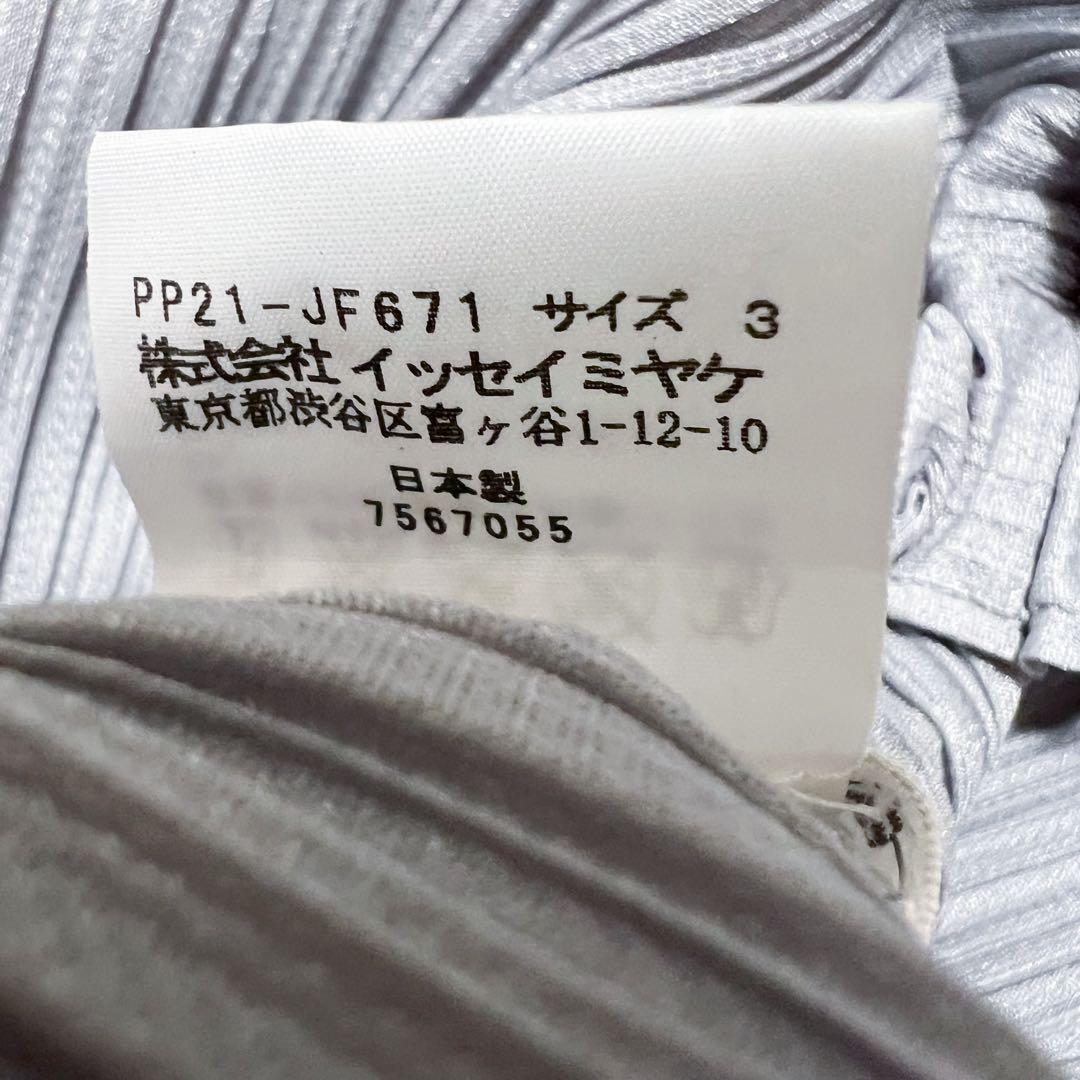 PP21-JF671 サイズ 3
株式会社イッセイミヤケ
東京都渋谷区富ヶ谷1-12-10
日本製
7567055